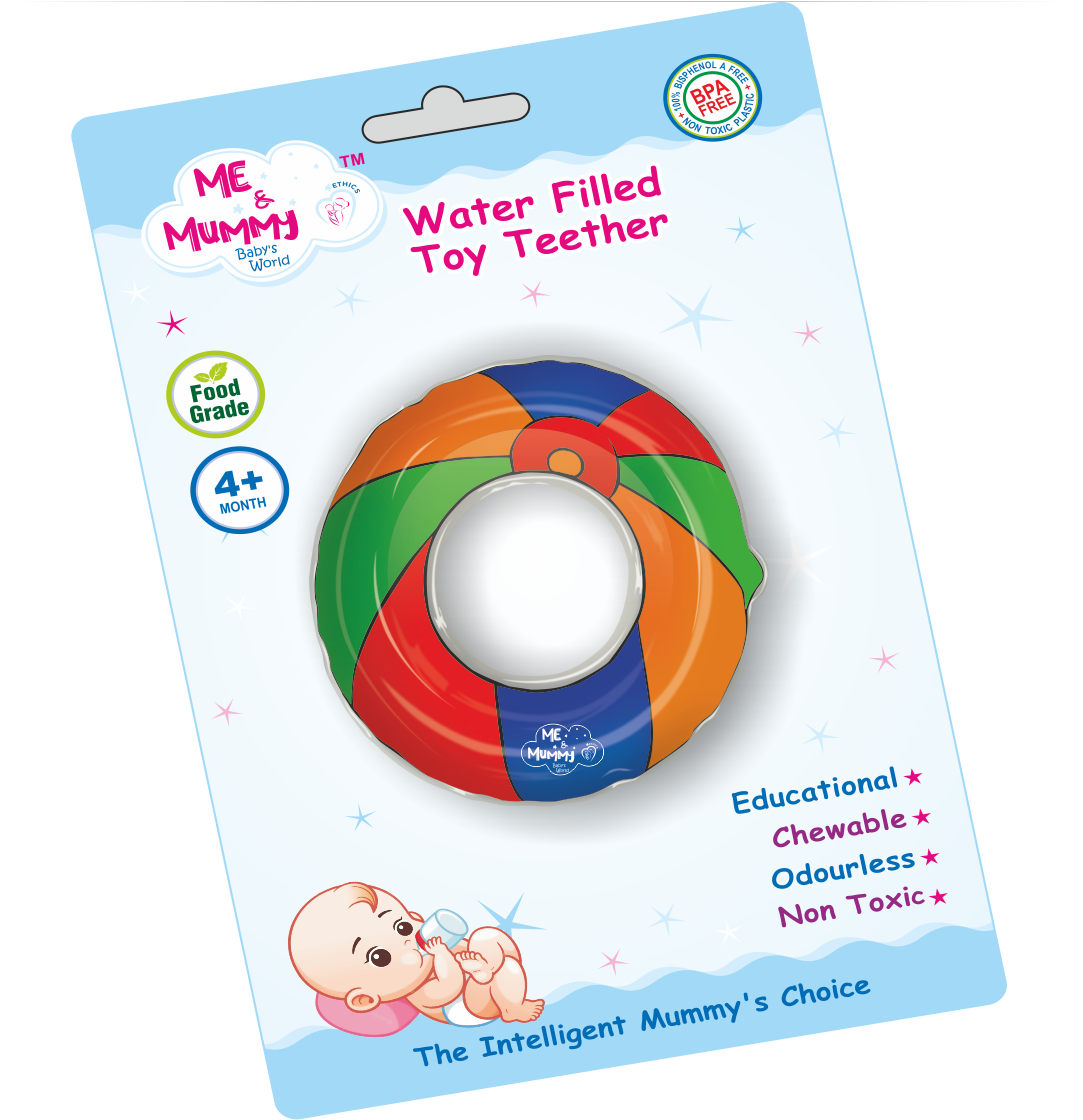 100% BISPHENOL A FREE
BPA
FREE
NON TOXIC PLASTIC
ME
&
MUMMY
Baby's
World
TM
ETHICS
Water Filled
Toy Teether
Food
Grade
4+
MONTH
ME
&
MUMMY
Baby's
World
Educational
Chewable
Odourless
Non Toxic
The Intelligent Mummy's Choice